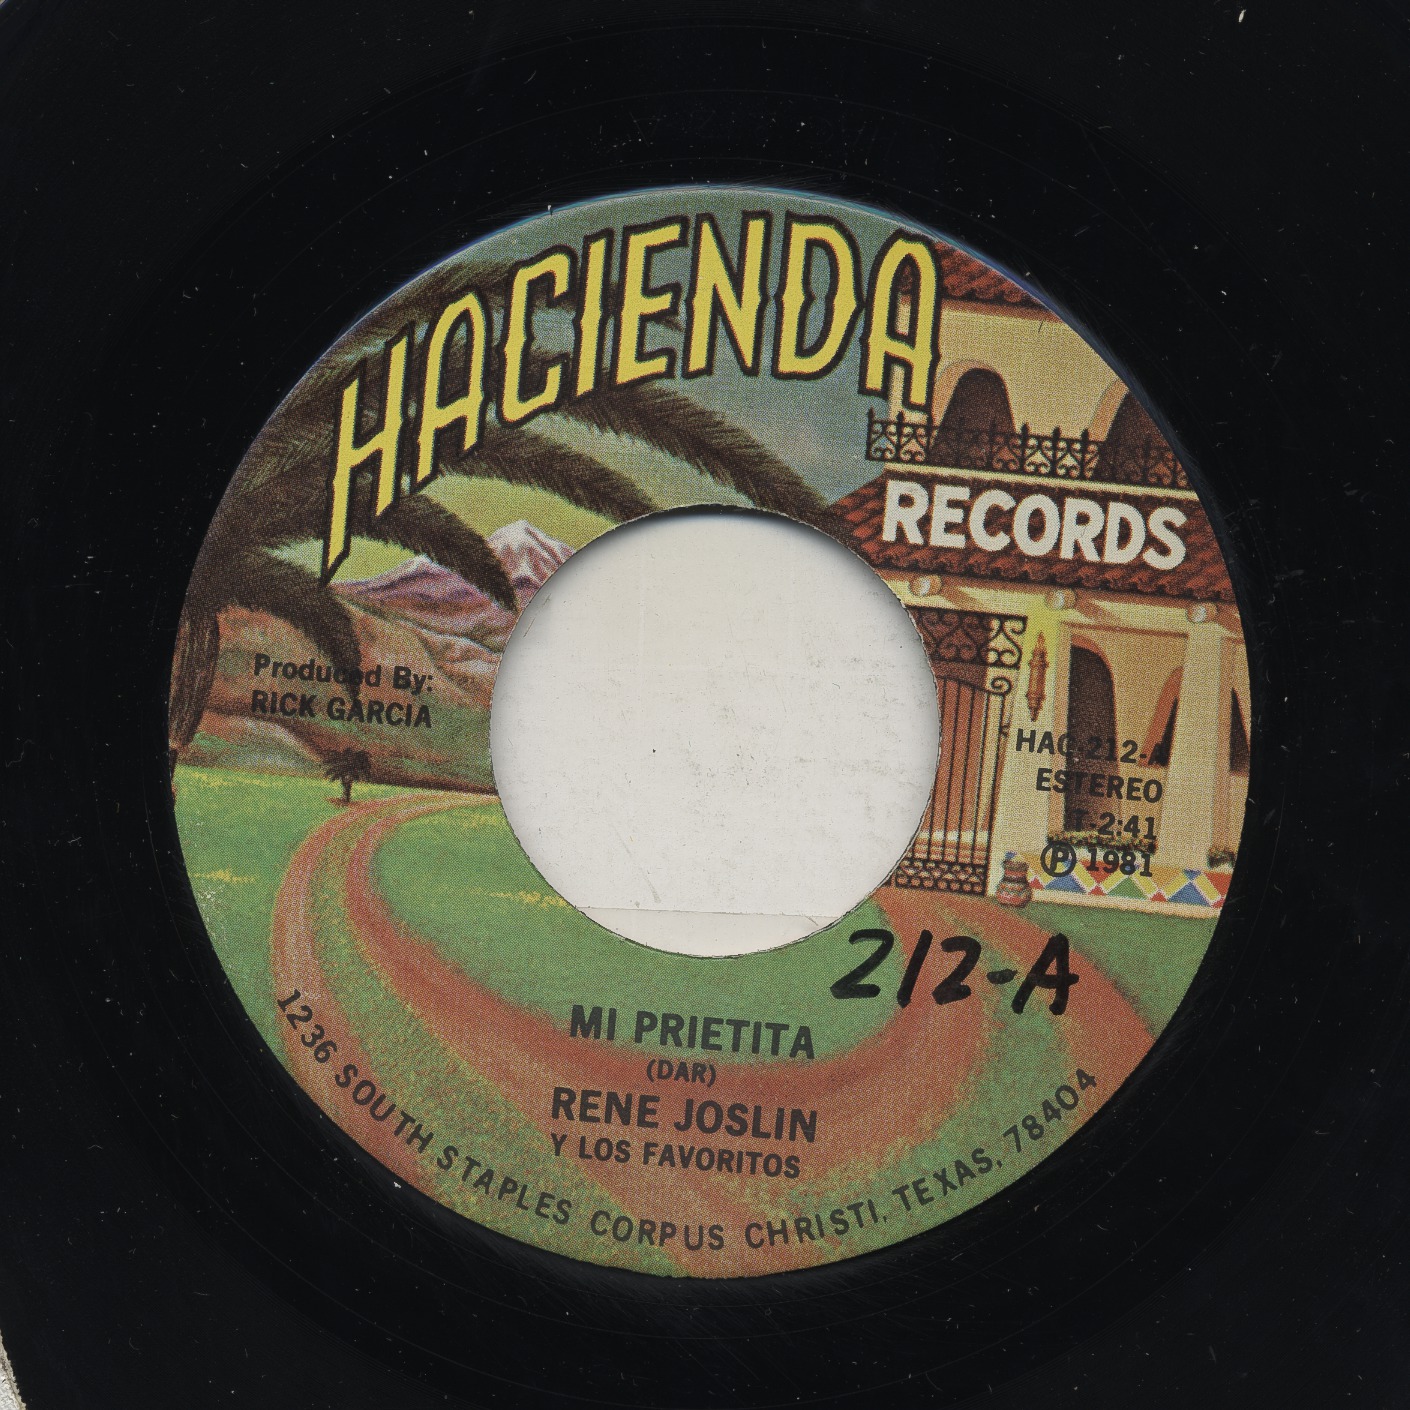 HACIENDA
RECORDS
Produced By:
RICK GARCIA
HAC-212-A
ESTEREO
T-2:41
Ⓟ 1981
212-A
MI PRIETITA
(DAR)
RENE JOSLIN
Y LOS FAVORITOS
1236 SOUTH STAPLES CORPUS CHRISTI, TEXAS, 78404